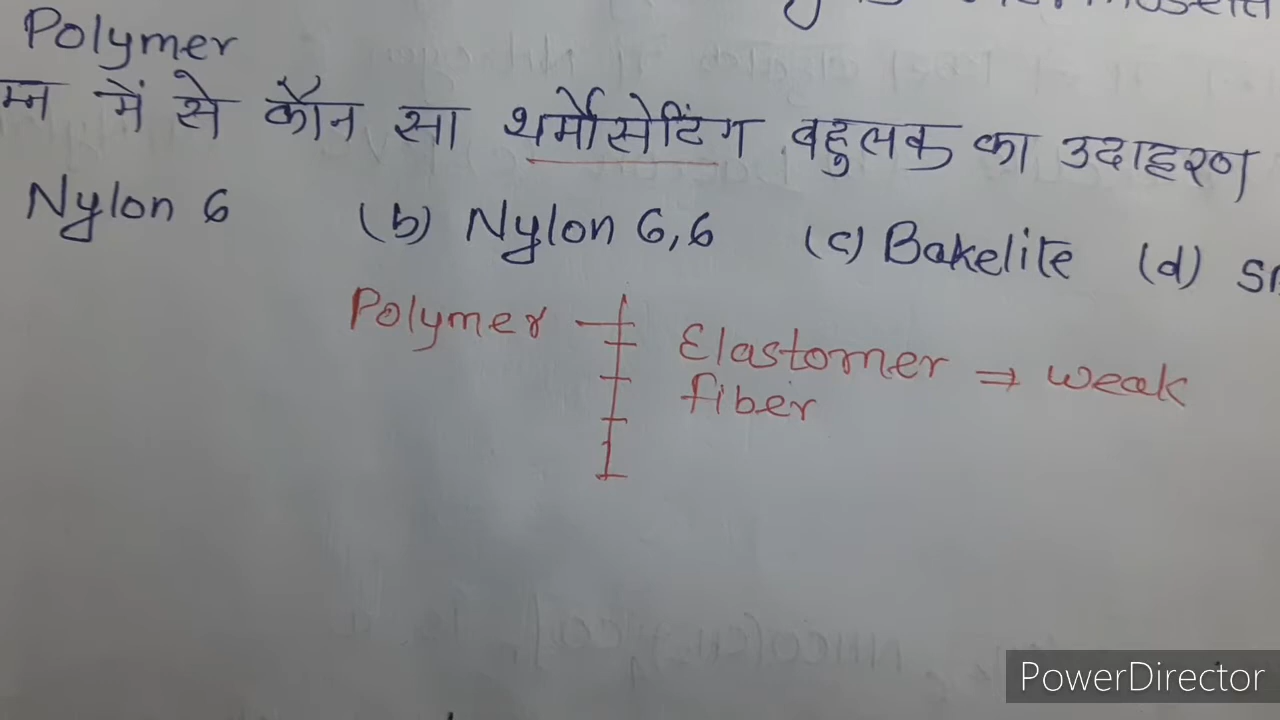 Polymer
म्न में से कौन सा थर्मोसेटिंग बहुलक का उदाहरण
Nylon 6 (b) Nylon 6,6 (c) Bakelite (d)
Polymer Elastomer ⇒ weak
fiber
PowerDirector